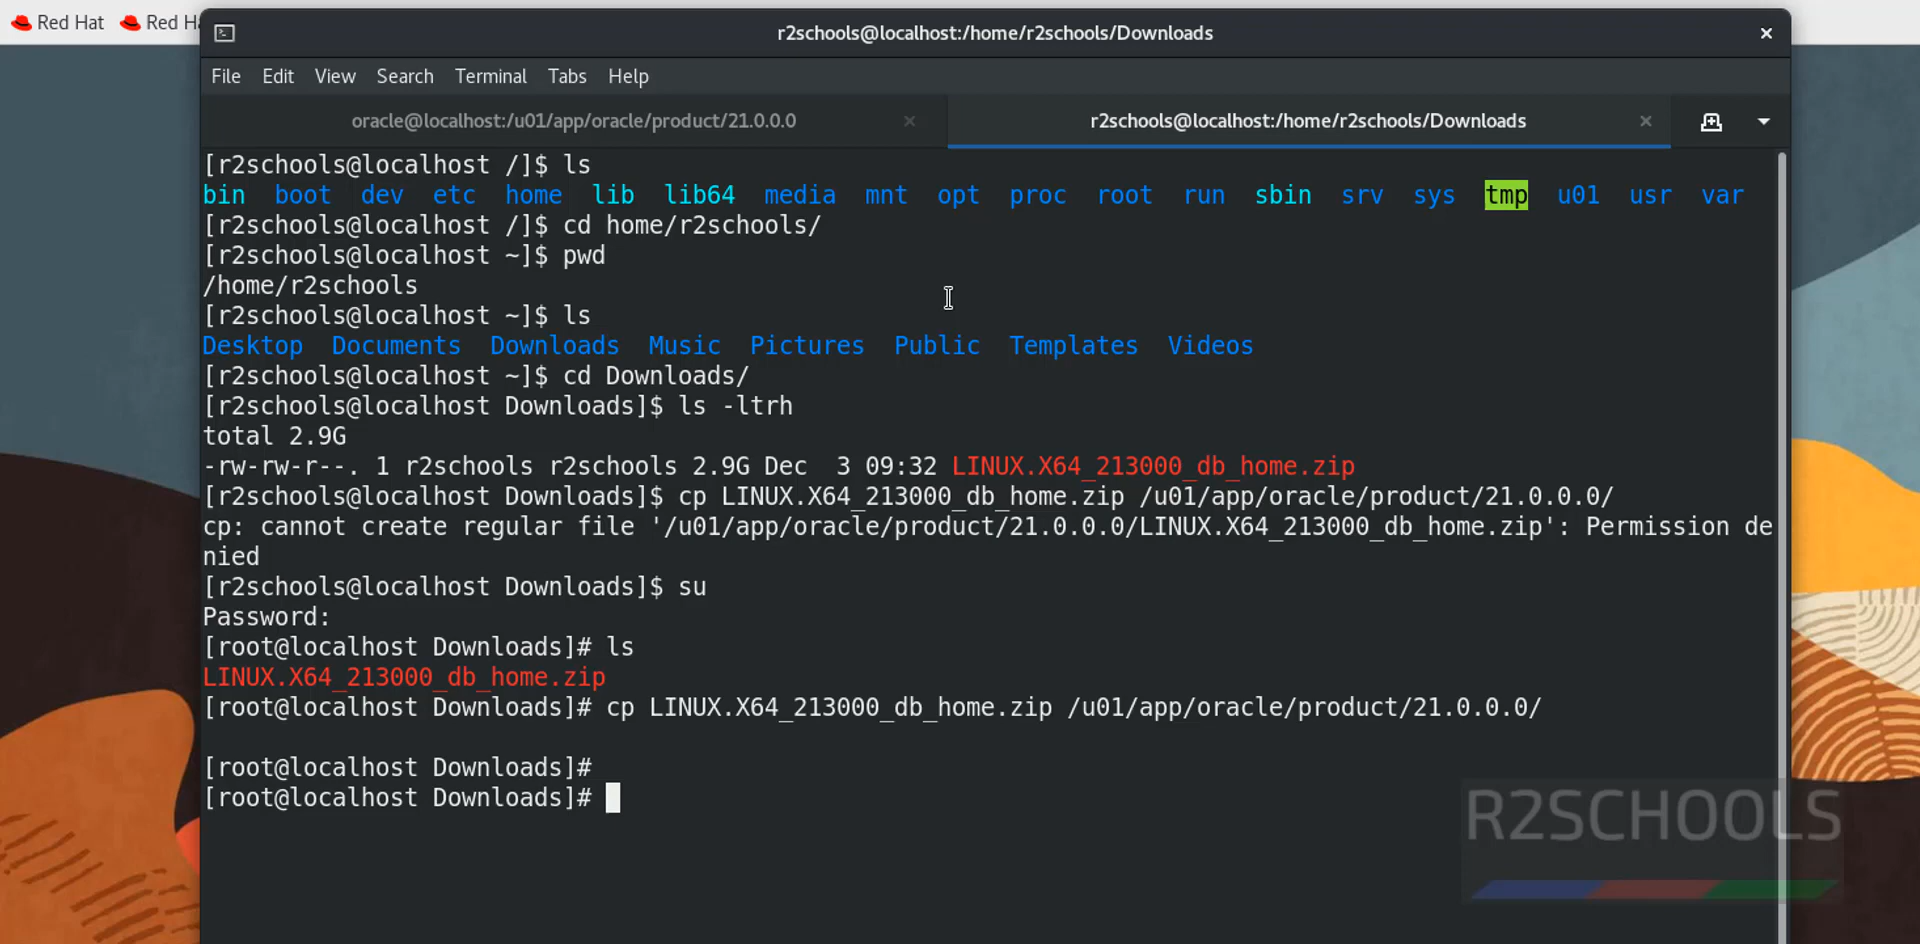 Red Hat Red Ha
r2schools@localhost:/home/r2schools/Downloads
File Edit View Search Terminal Tabs Help
oracle@localhost:/u01/app/oracle/product/21.0.0.0 r2schools@localhost:/home/r2schools/Downloads
[r2schools@localhost /]$ ls
bin boot dev etc home lib lib64 media mnt opt proc root run sbin srv sys tmp u01 usr var
[r2schools@localhost /]$ cd home/r2schools/
[r2schools@localhost ~]$ pwd
/home/r2schools
[r2schools@localhost ~]$ ls
Desktop Documents Downloads Music Pictures Public Templates Videos
[r2schools@localhost ~]$ cd Downloads/
[r2schools@localhost Downloads]$ ls -ltrh
total 2.9G
-rw-rw-r--. 1 r2schools r2schools 2.9G Dec  3 09:32 LINUX.X64_213000_db_home.zip
[r2schools@localhost Downloads]$ cp LINUX.X64_213000_db_home.zip /u01/app/oracle/product/21.0.0.0/
cp: cannot create regular file '/u01/app/oracle/product/21.0.0.0/LINUX.X64_213000_db_home.zip': Permission de
nied
[r2schools@localhost Downloads]$ su
Password:
[root@localhost Downloads]# ls
LINUX.X64_213000_db_home.zip
[root@localhost Downloads]# cp LINUX.X64_213000_db_home.zip /u01/app/oracle/product/21.0.0.0/
[root@localhost Downloads]#
[root@localhost Downloads]#
R2SCHOOLS